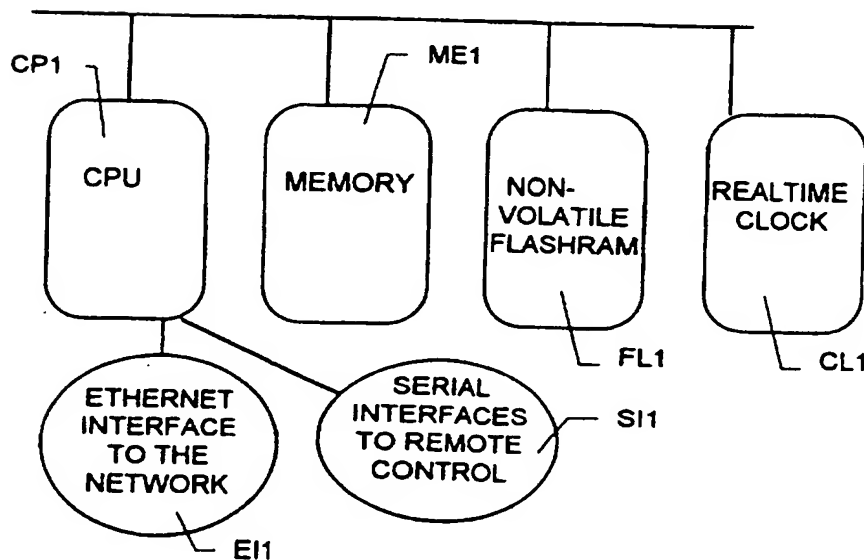 CP1
ME1
CPU
MEMORY
NON-
VOLATILE
FLASHRAM
REALTIME
CLOCK
FL1
CL1
ETHERNET
INTERFACE
TO THE
NETWORK
SERIAL
INTERFACES
TO REMOTE
CONTROL
SI1
EI1